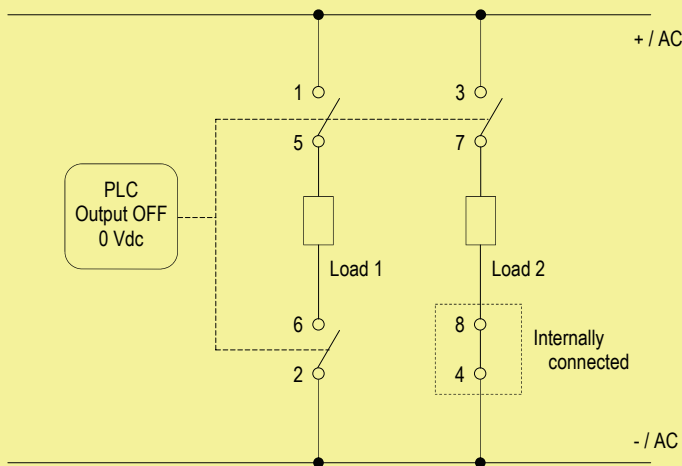 + / AC
1
3
5
7
PLC
Output OFF
0 Vdc
Load 1
Load 2
6
8
Internally
connected
2
4
- / AC